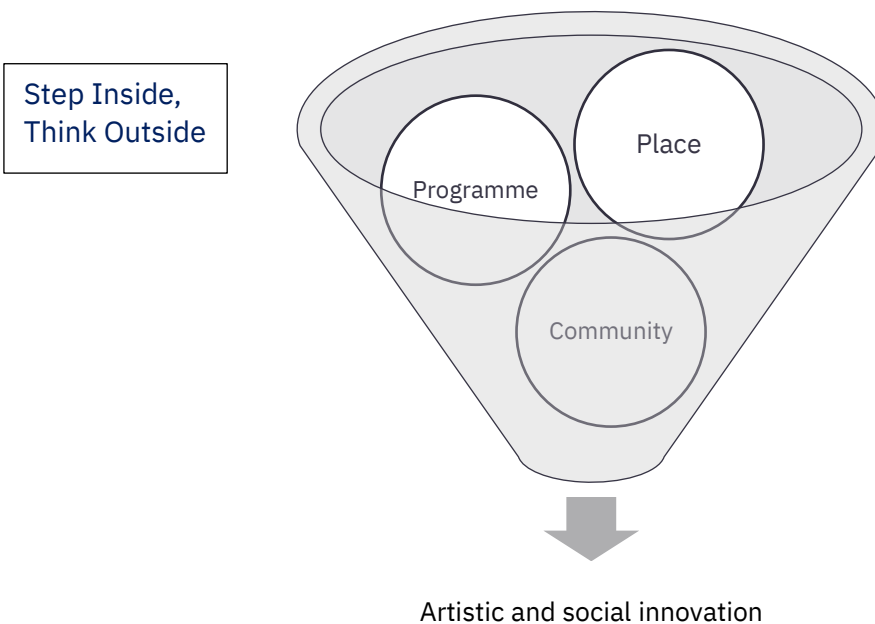 Step Inside,
Think Outside
Place
Programme
Community
Artistic and social innovation